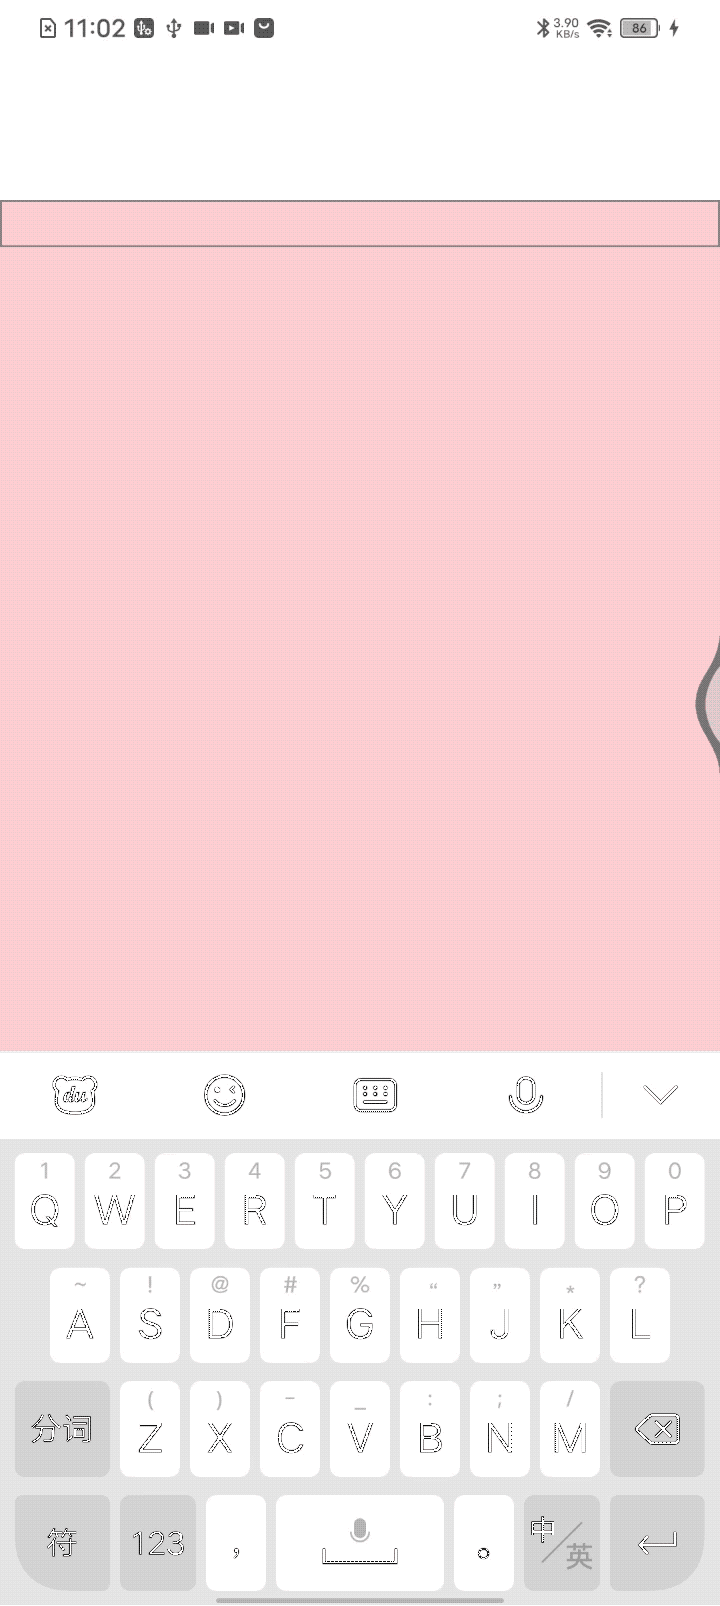 11:02 3.90 KB/s 86
du
1 2 3 4 5 6 7 8 9 0
Q W E R T Y U I O P
~ ! @ # % “ ” * ?
A S D F G H J K L
( ) – _ : ; /
分词 Z X C V B N M
符 123 , 。 中/英